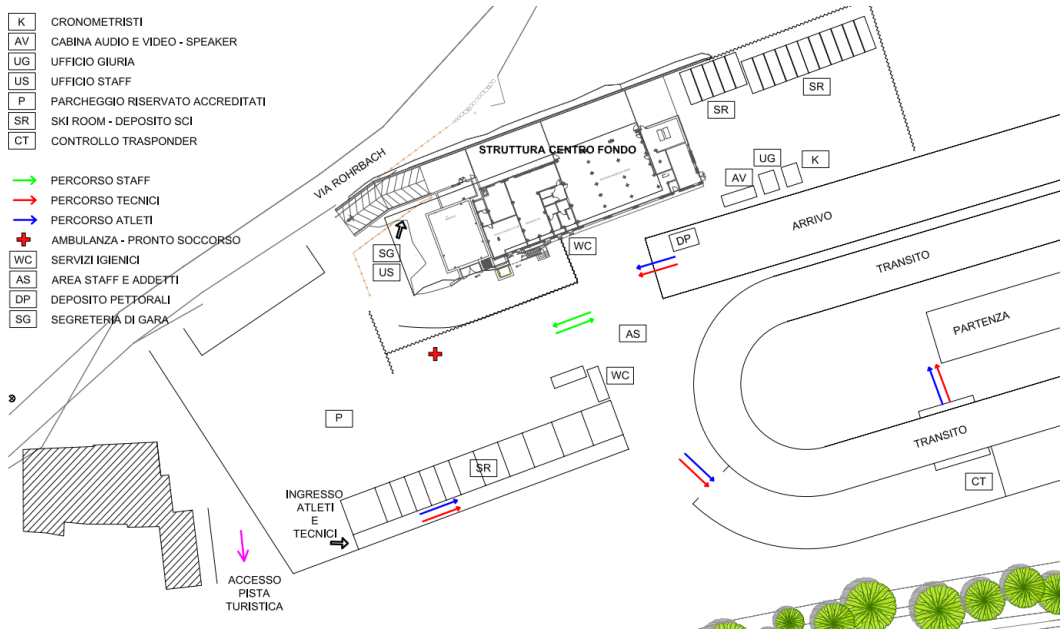 K CRONOMETRISTI
AV CABINA AUDIO E VIDEO - SPEAKER
UG UFFICIO GIURIA
US UFFICIO STAFF
P PARCHEGGIO RISERVATO ACCREDITATI
SR SKI ROOM - DEPOSITO SCI
CT CONTROLLO TRASPONDER
PERCORSO STAFF
PERCORSO TECNICI
PERCORSO ATLETI
AMBULANZA - PRONTO SOCCORSO
WC SERVIZI IGIENICI
AS AREA STAFF E ADDETTI
DP DEPOSITO PETTORALI
SG SEGRETERIA DI GARA
VIA ROHRBACH
STRUTTURA CENTRO FONDO
SR
SR
K
UG
AV
ARRIVO
DP
WC
SG
US
TRANSITO
PARTENZA
AS
WC
P
TRANSITO
SR
CT
INGRESSO
ATLETI
E
TECNICI
ACCESSO
PISTA
TURISTICA